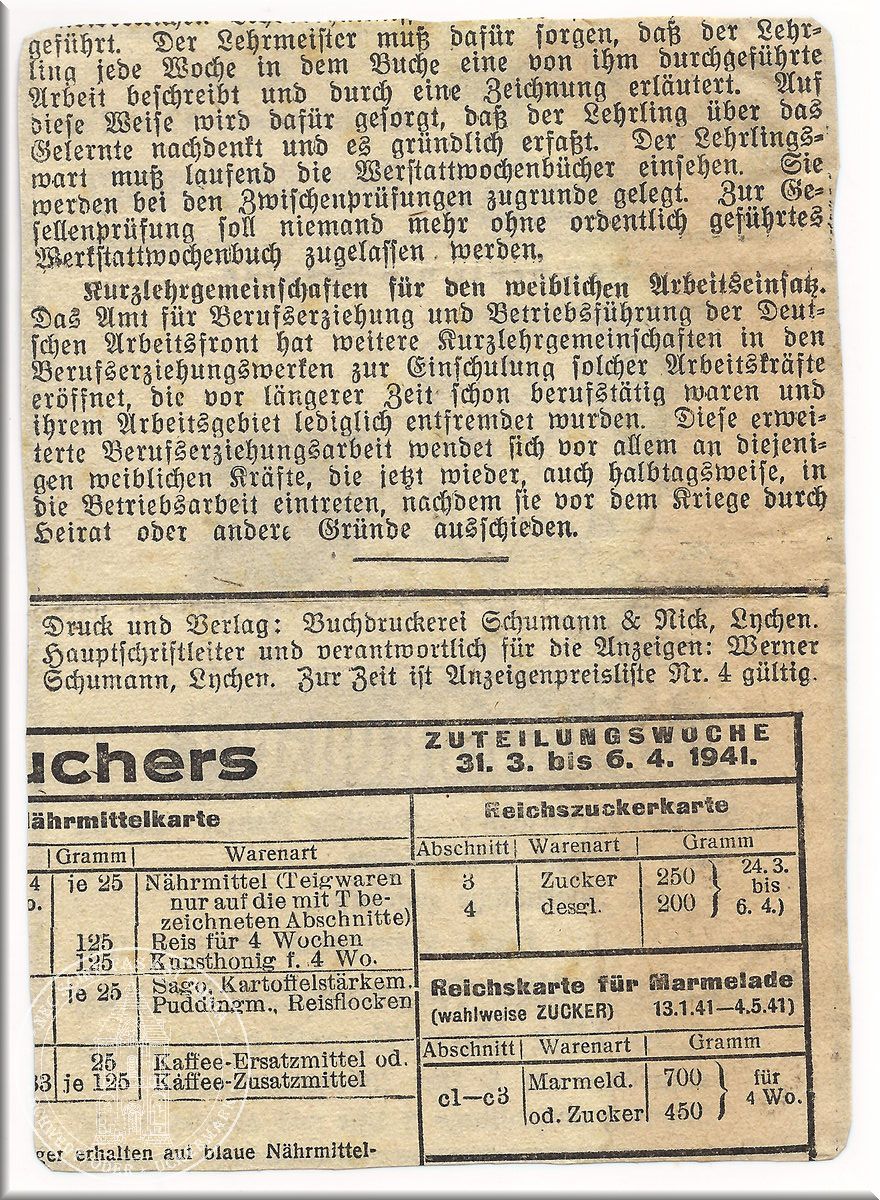 geführt. Der Lehrmeister muß dafür sorgen, daß der Lehr-
ling jede Woche in dem Buche eine von ihm durchgeführte
Arbeit beschreibt und durch eine Zeichnung erläutert. Auf
diese Weise wird dafür gesorgt, daß der Lehrling über das
Gelernte nachdenkt und es gründlich erfaßt. Der Lehrlings-
wart muß laufend die Werkstattwochenbücher einsehen. Sie
werden bei den Zwischenprüfungen zugrunde gelegt. Zur Ge-
sellenprüfung soll niemand mehr ohne ordentlich geführtes
Werkstattwochenbuch zugelassen werden.
Kurzlehrgemeinschaften für den weiblichen Arbeitseinsatz.
Das Amt für Berufserziehung und Betriebsführung der Deut-
schen Arbeitsfront hat weitere Kurzlehrgemeinschaften in den
Berufserziehungswerken zur Einschulung solcher Arbeitskräfte
eröffnet, die vor längerer Zeit schon berufstätig waren und
ihrem Arbeitsgebiet lediglich entfremdet wurden. Diese erwei-
terte Berufserziehungsarbeit wendet sich vor allem an diejeni-
gen weiblichen Kräfte, die jetzt wieder, auch halbtagsweise, in
die Betriebsarbeit eintreten, nachdem sie vor dem Kriege durch
Heirat oder andere Gründe ausschieden.
Druck und Verlag: Buchdruckerei Schumann & Nick, Lychen.
Hauptschriftleiter und verantwortlich für die Anzeigen: Werner
Schumann, Lychen. Zur Zeit ist Anzeigenpreisliste Nr. 4 gültig.
uchers
ZUTEILUNGSWOCHE
31. 3. bis 6. 4. 1941.
Nährmittelkarte
Gramm Warenart
4 je 25 Nährmittel (Teigwaren
o. nur auf die mit T be-
zeichneten Abschnitte)
125 Reis für 4 Wochen
125 Kunsthonig f. 4 Wo.
je 25 Sago, Kartoffelstärkem.
Puddingm., Reisflocken
25 Kaffee-Ersatzmittel od.
33 je 125 Kaffee-Zusatzmittel
ger erhalten auf blaue Nährmittel-
Reichszuckerkarte
Abschnitt Warenart Gramm
3 Zucker 250 } 24. 3.
bis
4 desgl. 200 } 6. 4.)
Reichskarte für Marmelade
(wahlweise ZUCKER) 13.1.41—4.5.41)
Abschnitt Warenart Gramm
c1—c3 Marmeld. 700 } für
od. Zucker 450 } 4 Wo.